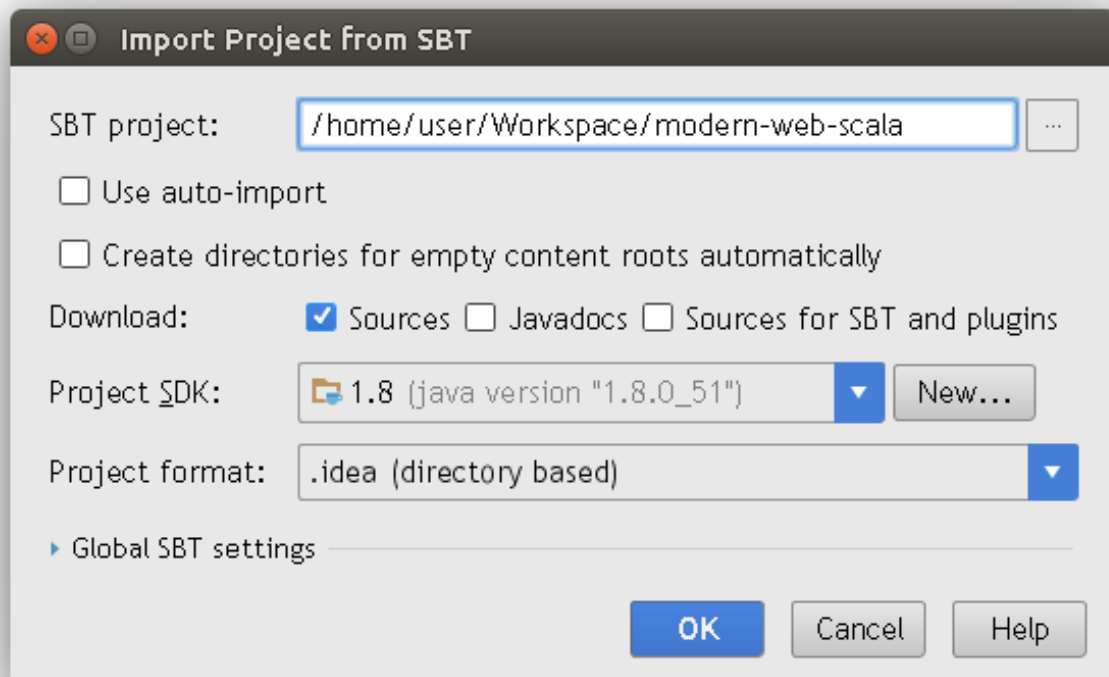 Import Project from SBT
SBT project: /home/user/Workspace/modern-web-scala ...
Use auto-import
Create directories for empty content roots automatically
Download: Sources Javadocs Sources for SBT and plugins
Project SDK: 1.8 (java version "1.8.0_51") New...
Project format: .idea (directory based)
Global SBT settings
OK Cancel Help